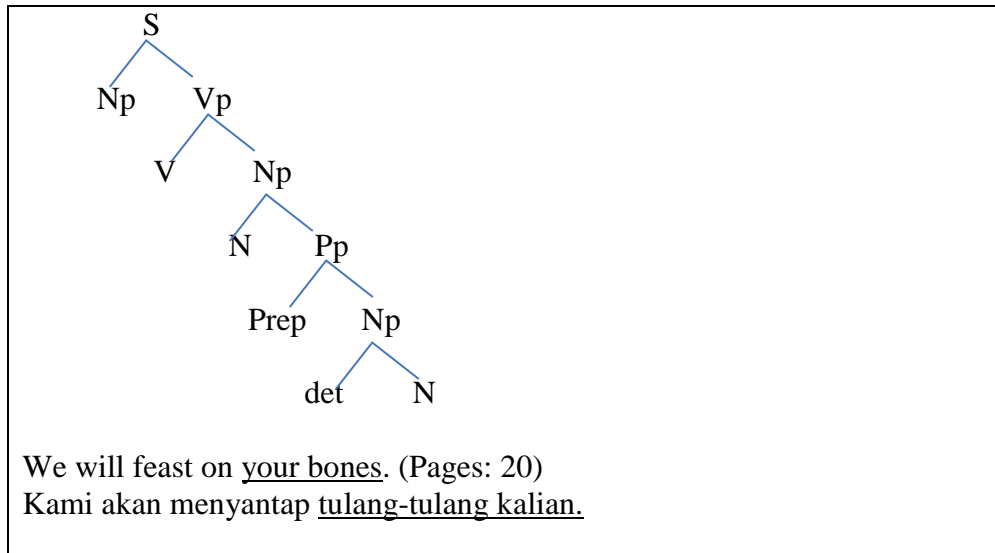 S
Np Vp
V Np
N Pp
Prep Np
det N
We will feast on your bones. (Pages: 20)
Kami akan menyantap tulang-tulang kalian.